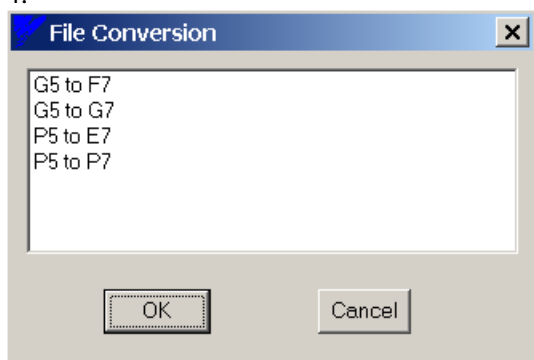 File Conversion
G5 to F7
G5 to G7
P5 to E7
P5 to P7
OK
Cancel